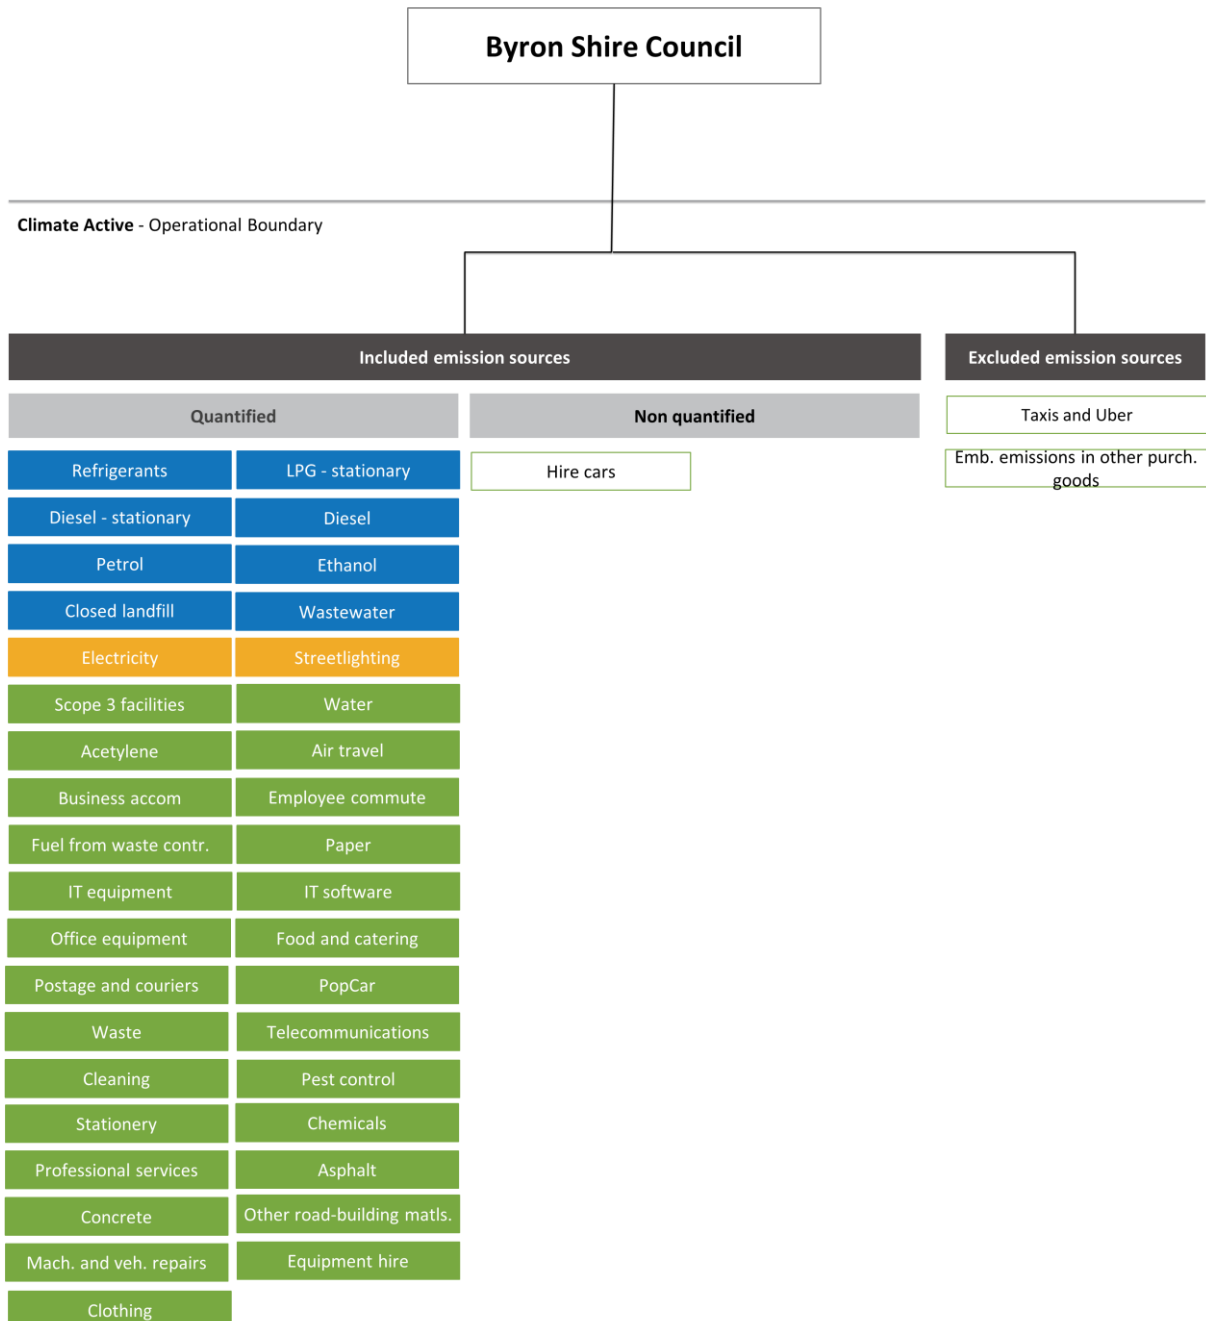 Byron Shire Council
Climate Active - Operational Boundary
Included emission sources
Excluded emission sources
Quantified
Non quantified
Taxis and Uber
Emb. emissions in other purch.
goods
Hire cars
Refrigerants
LPG - stationary
Diesel - stationary
Diesel
Petrol
Ethanol
Closed landfill
Wastewater
Electricity
Streetlighting
Scope 3 facilities
Water
Acetylene
Air travel
Business accom
Employee commute
Fuel from waste contr.
Paper
IT equipment
IT software
Office equipment
Food and catering
Postage and couriers
PopCar
Waste
Telecommunications
Cleaning
Pest control
Stationery
Chemicals
Professional services
Asphalt
Concrete
Other road-building matls.
Mach. and veh. repairs
Equipment hire
Clothing